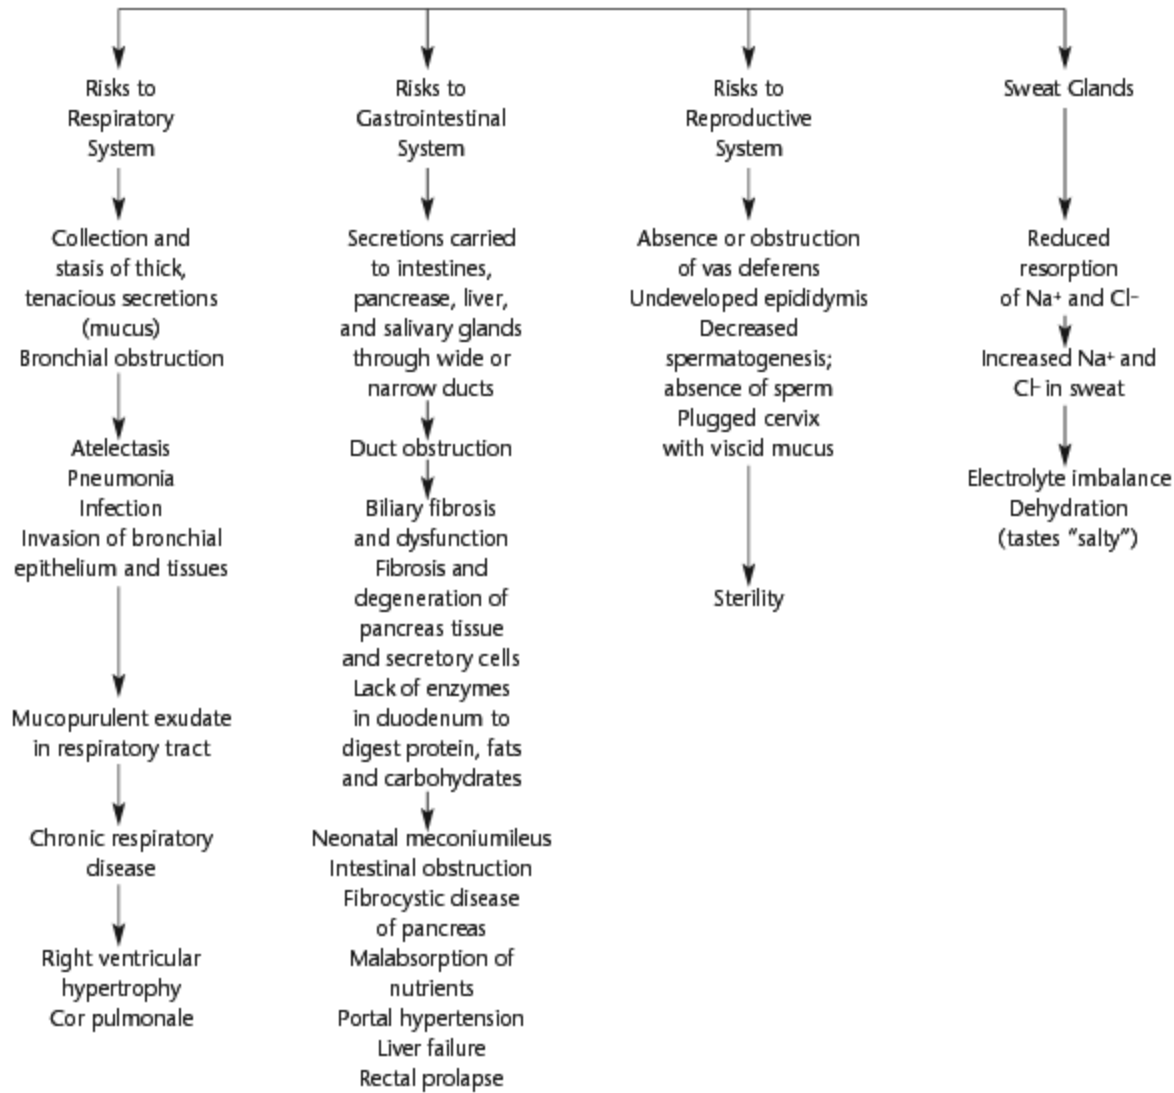 Risks to
Respiratory
System
Collection and
stasis of thick,
tenacious secretions
(mucus)
Bronchial obstruction
Atelectasis
Pneumonia
Infection
Invasion of bronchial
epithelium and tissues
Mucopurulent exudate
in respiratory tract
Chronic respiratory
disease
Right ventricular
hypertrophy
Cor pulmonale
Risks to
Gastrointestinal
System
Secretions carried
to intestines,
pancrease, liver,
and salivary glands
through wide or
narrow ducts
Duct obstruction
Biliary fibrosis
and dysfunction
Fibrosis and
degeneration of
pancreas tissue
and secretory cells
Lack of enzymes
in duodenum to
digest protein, fats
and carbohydrates
Neonatal meconiumileus
Intestinal obstruction
Fibrocystic disease
of pancreas
Malabsorption of
nutrients
Portal hypertension
Liver failure
Rectal prolapse
Risks to
Reproductive
System
Absence or obstruction
of vas deferens
Undeveloped epididymis
Decreased
spermatogenesis;
absence of sperm
Plugged cervix
with viscid mucus
Sterility
Sweat Glands
Reduced
resorption
of Na⁺ and Cl⁻
Increased Na⁺ and
Cl⁻ in sweat
Electrolyte imbalance
Dehydration
(tastes “salty”)